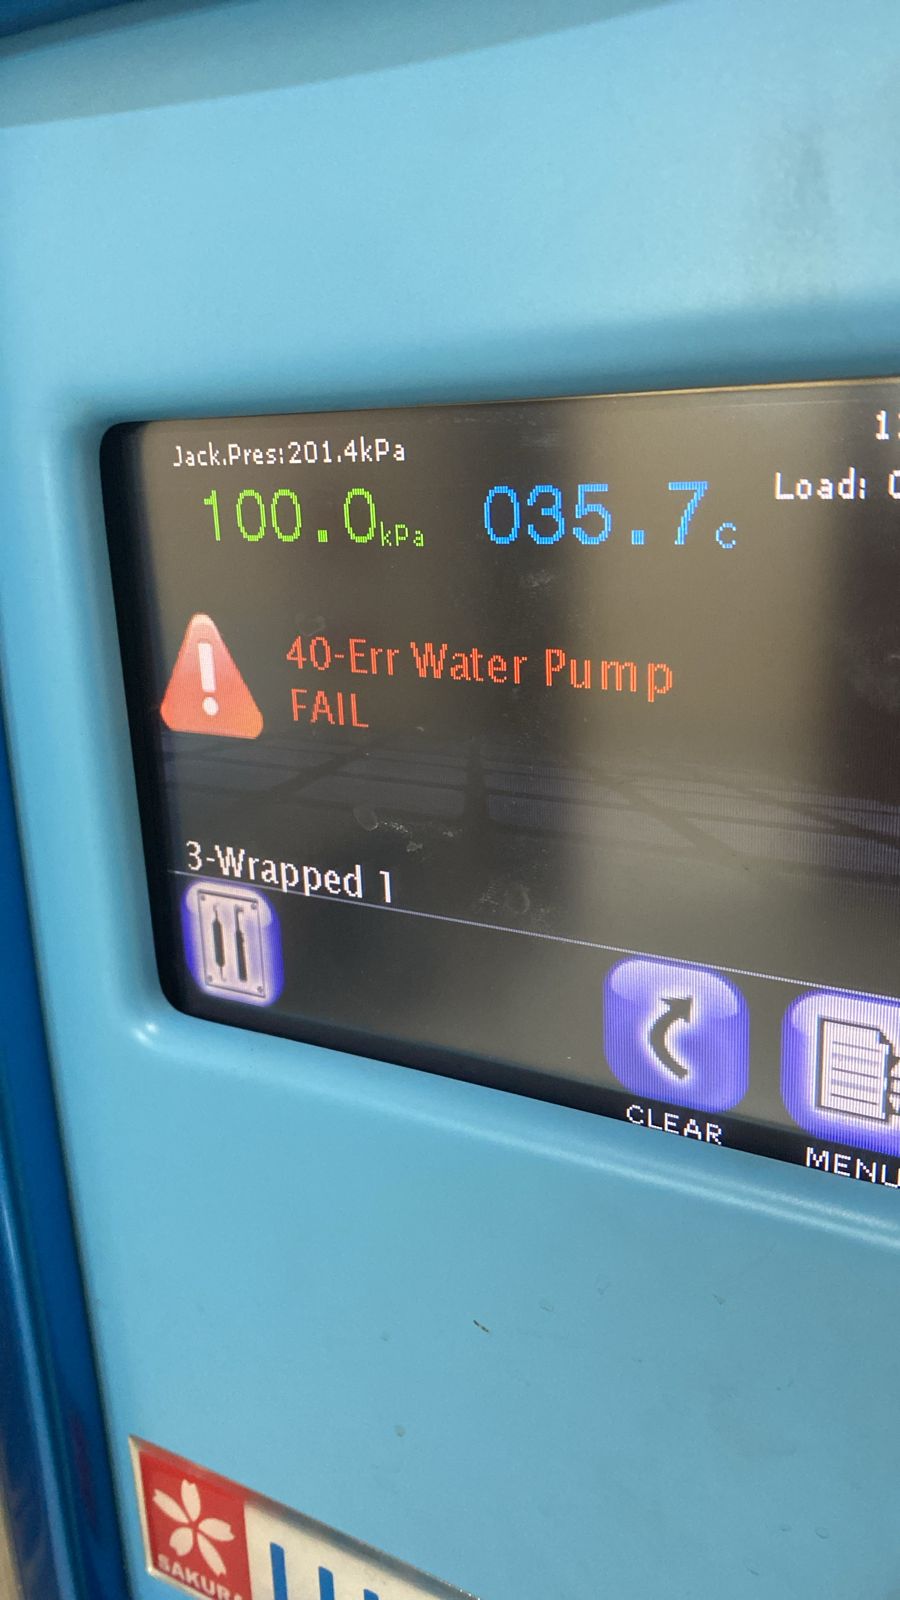 Jack.Pres:201.4kPa
100.0kPa 035.7C
Load:
40-Err Water Pump
FAIL
3-Wrapped 1
CLEAR
MENU
SAKURA